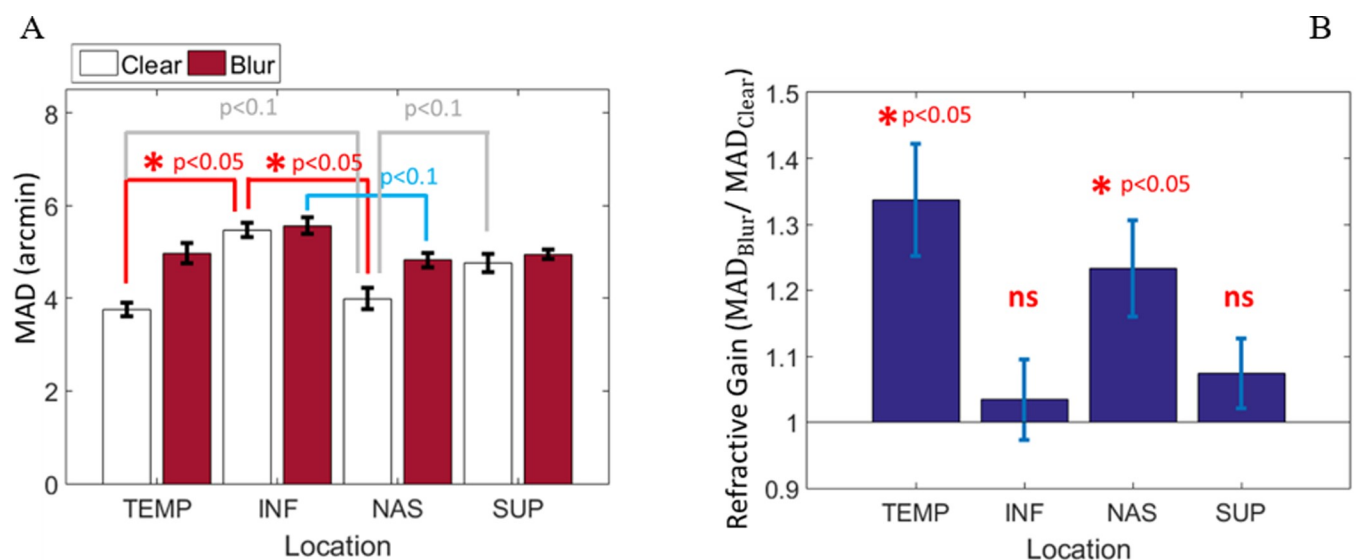 A
Clear Blur
8
6
4
2
0
MAD (arcmin)
p<0.1
p<0.1
* p<0.05
* p<0.05
p<0.1
TEMP INF NAS SUP
Location
B
1.5
1.4
1.3
1.2
1.1
1
0.9
Refractive Gain (MAD_Blur/ MAD_Clear)
* p<0.05
ns
* p<0.05
ns
TEMP INF NAS SUP
Location